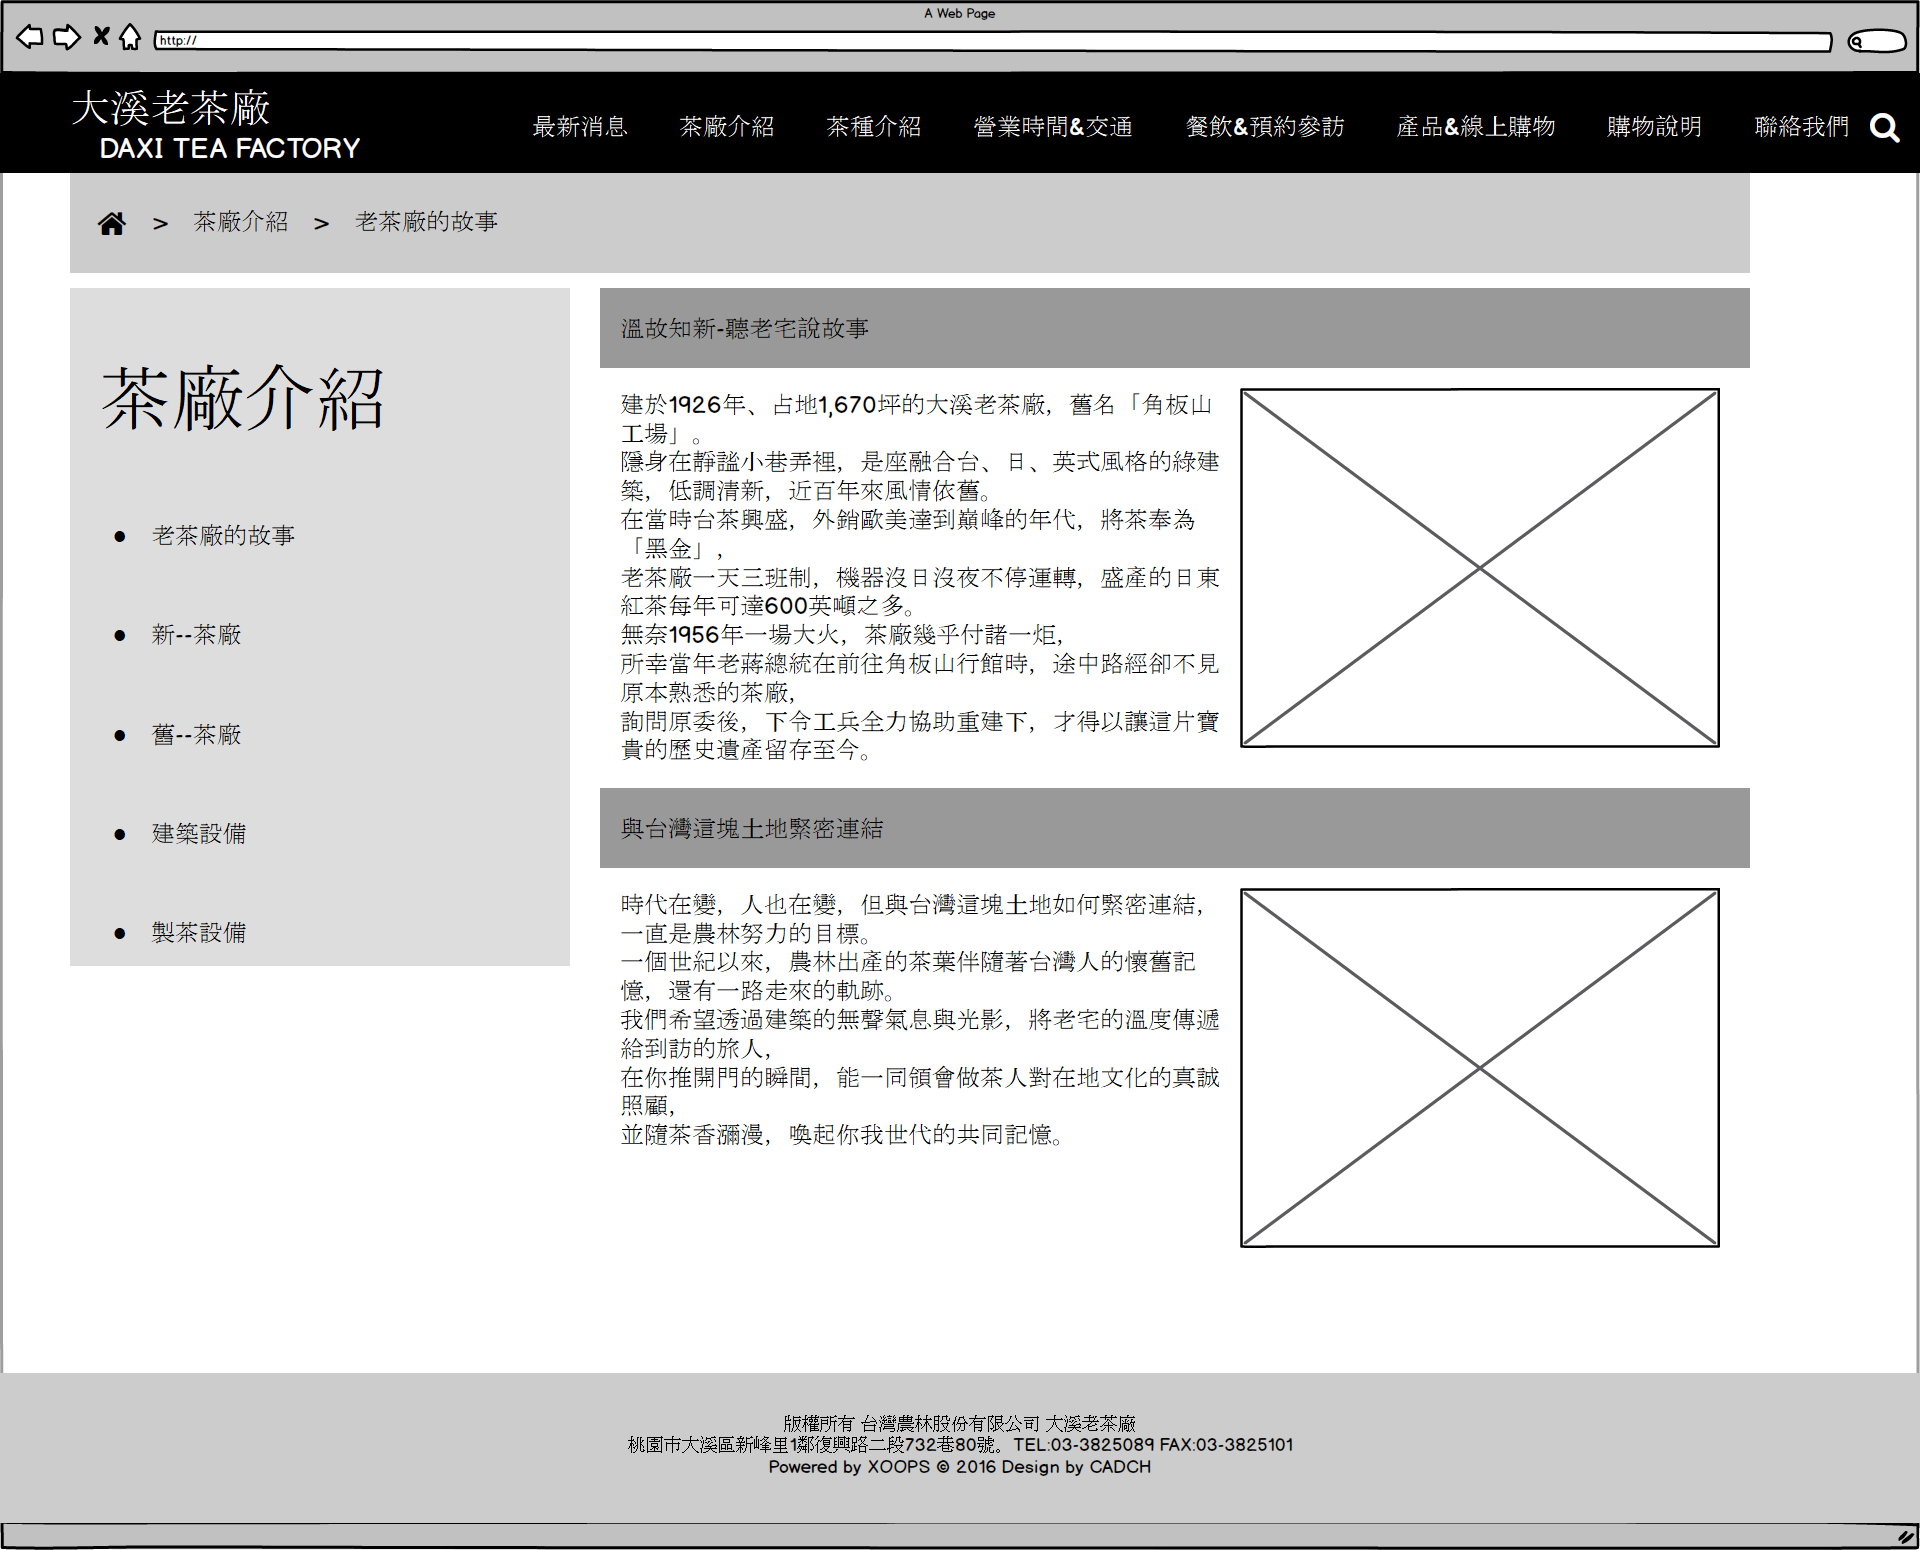 A Web Page
http://
大溪老茶廠
DAXI TEA FACTORY
最新消息 茶廠介紹 茶種介紹 營業時間&交通 餐飲&預約參訪 產品&線上購物 購物說明 聯絡我們
> 茶廠介紹 > 老茶廠的故事
茶廠介紹
老茶廠的故事
新--茶廠
舊--茶廠
建築設備
製茶設備
溫故知新-聽老宅說故事
建於1926年、占地1,670坪的大溪老茶廠，舊名「角板山
工場」。
隱身在靜謐小巷弄裡，是座融合台、日、英式風格的綠建
築，低調清新，近百年來風情依舊。
在當時台茶興盛，外銷歐美達到巔峰的年代，將茶奉為
「黑金」，
老茶廠一天三班制，機器沒日沒夜不停運轉，盛產的日東
紅茶每年可達600英噸之多。
無奈1956年一場大火，茶廠幾乎付諸一炬，
所幸當年老蔣總統在前往角板山行館時，途中路經卻不見
原本熟悉的茶廠，
詢問原委後，下令工兵全力協助重建下，才得以讓這片寶
貴的歷史遺產留存至今。
與台灣這塊土地緊密連結
時代在變，人也在變，但與台灣這塊土地如何緊密連結，
一直是農林努力的目標。
一個世紀以來，農林出產的茶葉伴隨著台灣人的懷舊記
憶，還有一路走來的軌跡。
我們希望透過建築的無聲氣息與光影，將老宅的溫度傳遞
給到訪的旅人，
在你推開門的瞬間，能一同領會做茶人對在地文化的真誠
照顧，
並隨茶香瀰漫，喚起你我世代的共同記憶。
版權所有 台灣農林股份有限公司 大溪老茶廠
桃園市大溪區新峰里1鄰復興路二段732巷80號。TEL:03-3825089 FAX:03-3825101
Powered by XOOPS © 2016 Design by CADCH